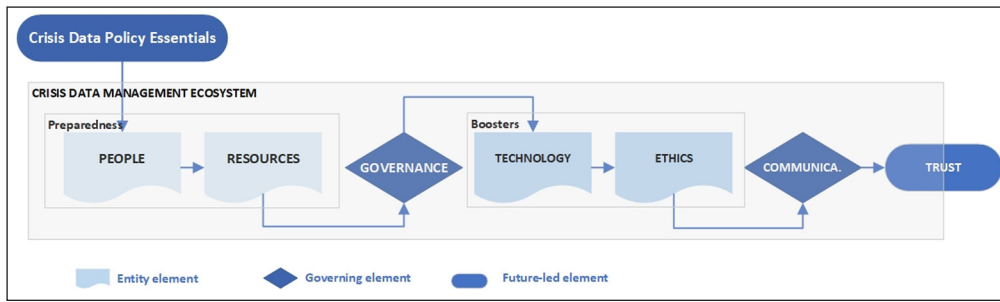 Crisis Data Policy Essentials
CRISIS DATA MANAGEMENT ECOSYSTEM
Preparedness
Boosters
PEOPLE
RESOURCES
GOVERNANCE
TECHNOLOGY
ETHICS
COMMUNICA.
TRUST
Entity element
Governing element
Future-led element